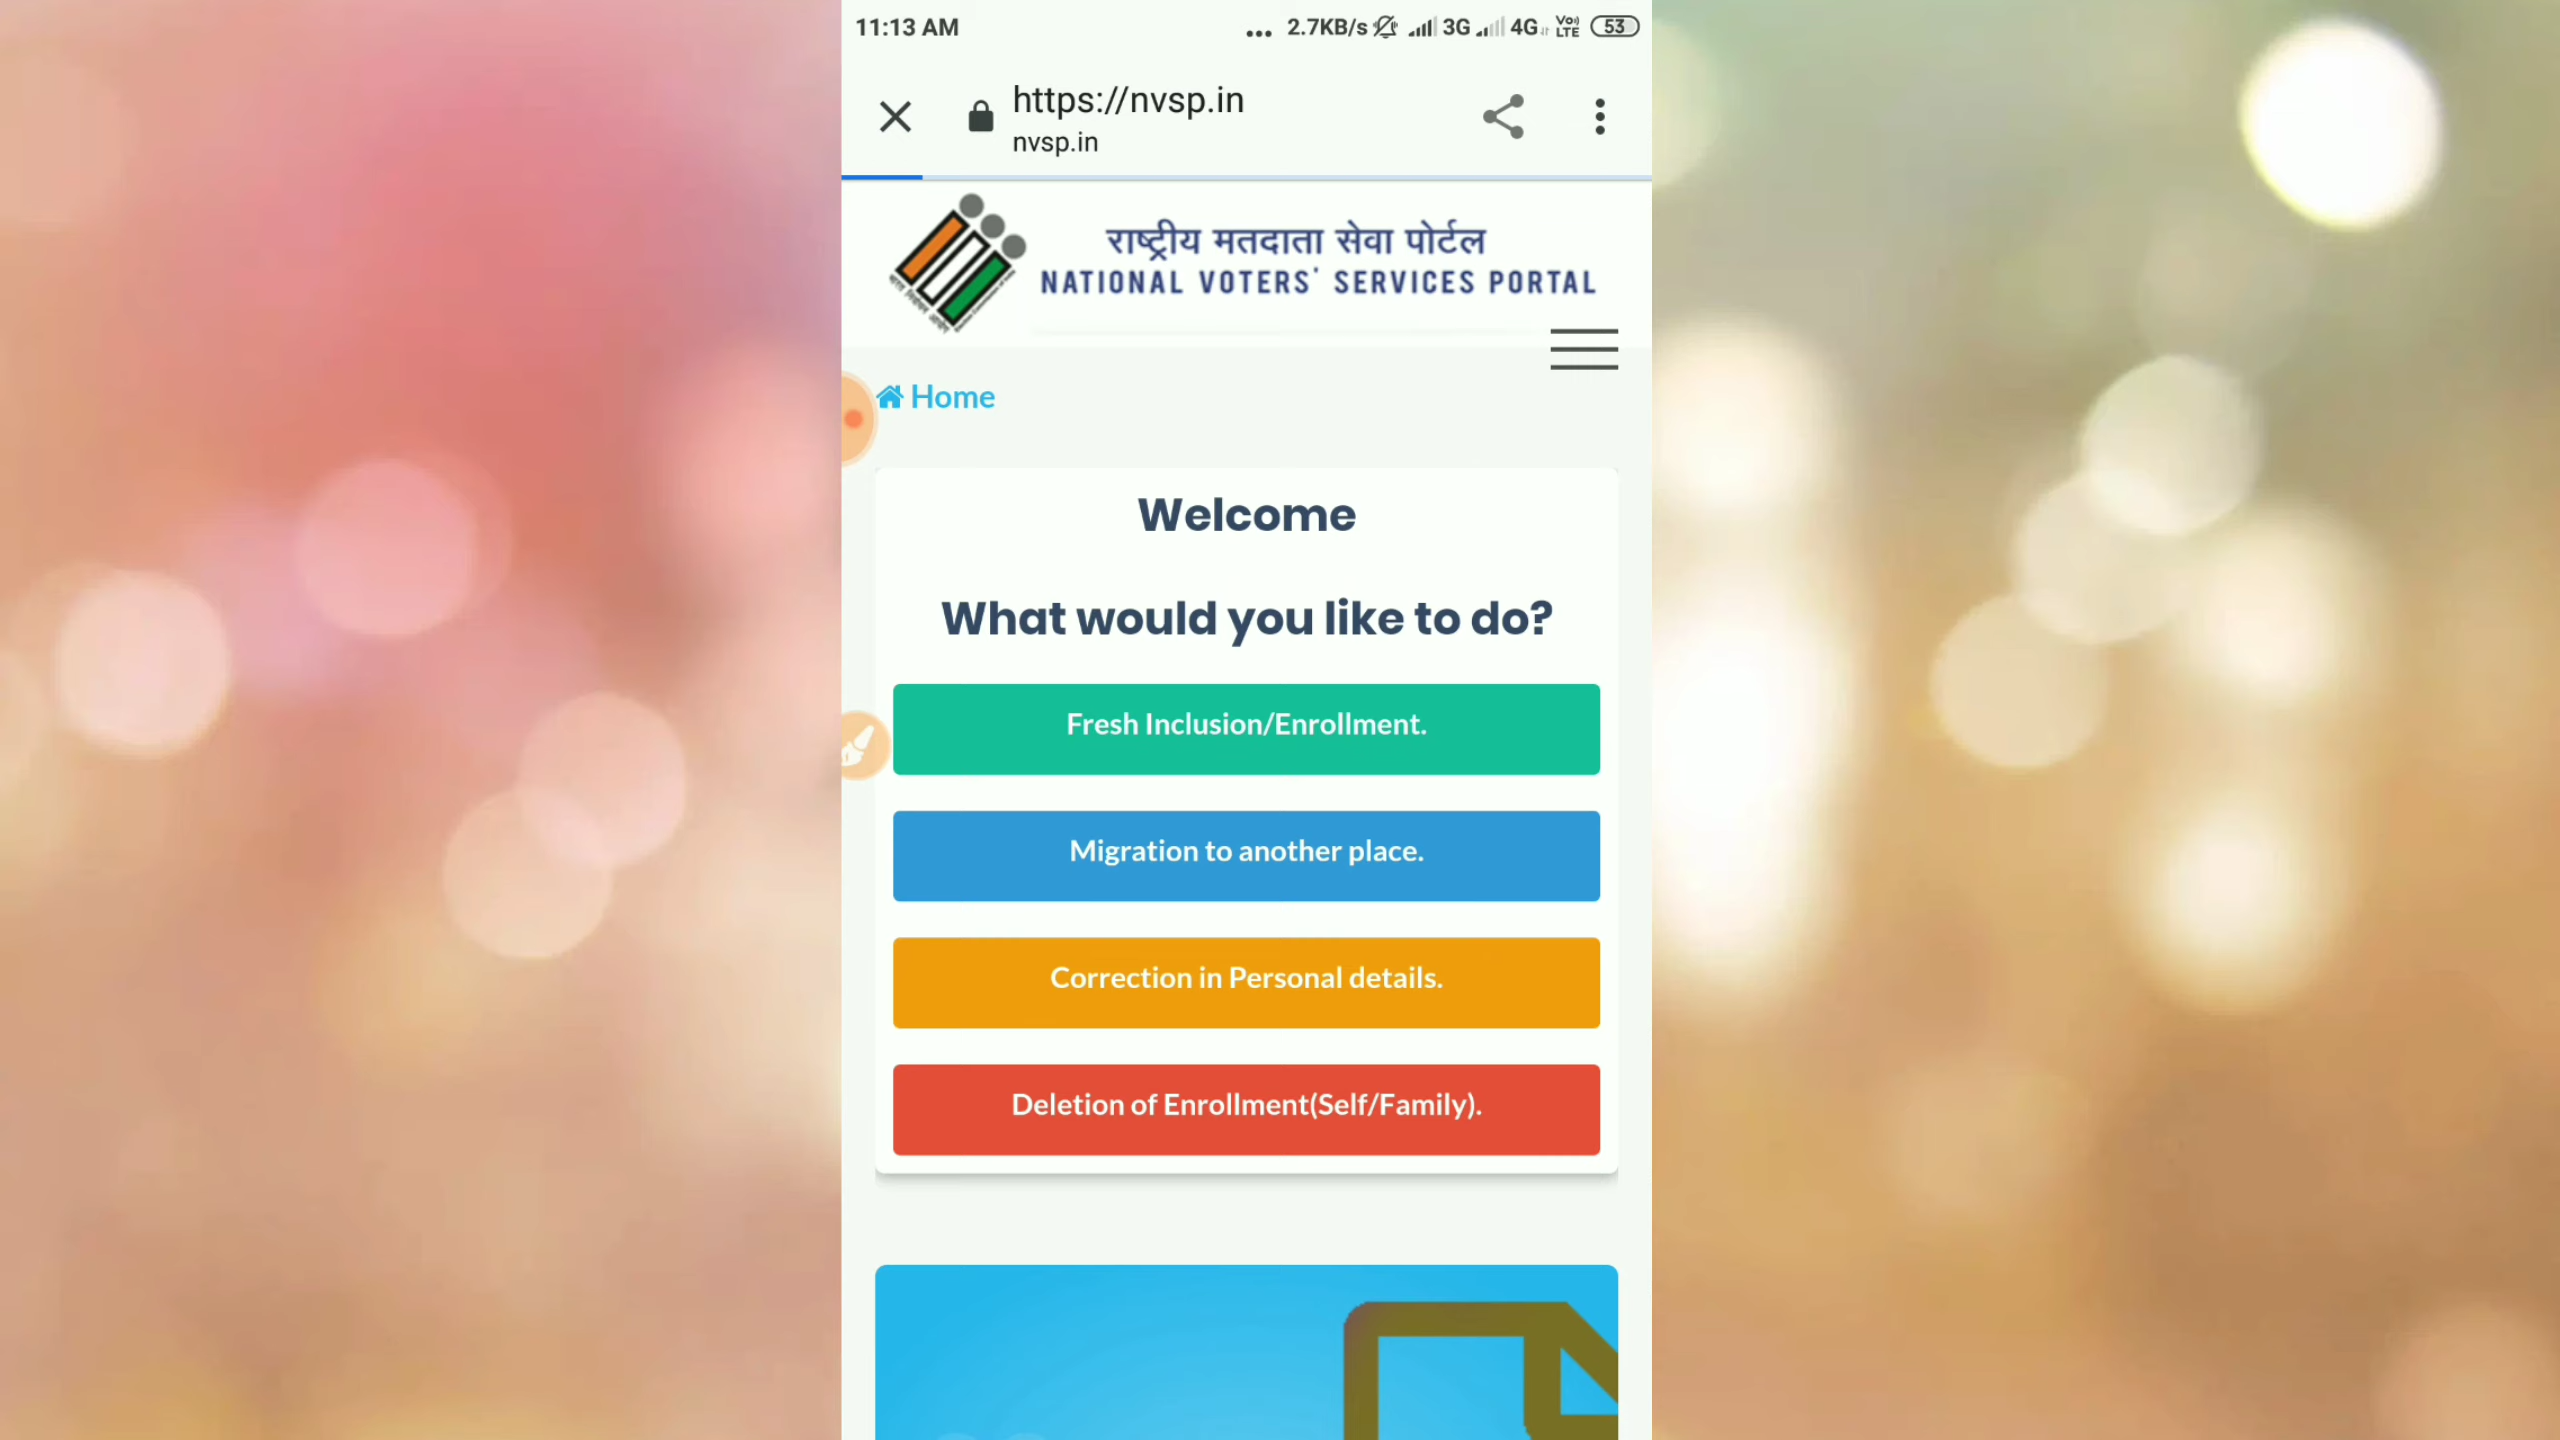 11:13 AM
... 2.7KB/s 3G 4G Vo) LTE 53
https://nvsp.in
nvsp.in
राष्ट्रीय मतदाता सेवा पोर्टल
NATIONAL VOTERS' SERVICES PORTAL
Home
Welcome
What would you like to do?
Fresh Inclusion/Enrollment.
Migration to another place.
Correction in Personal details.
Deletion of Enrollment(Self/Family).